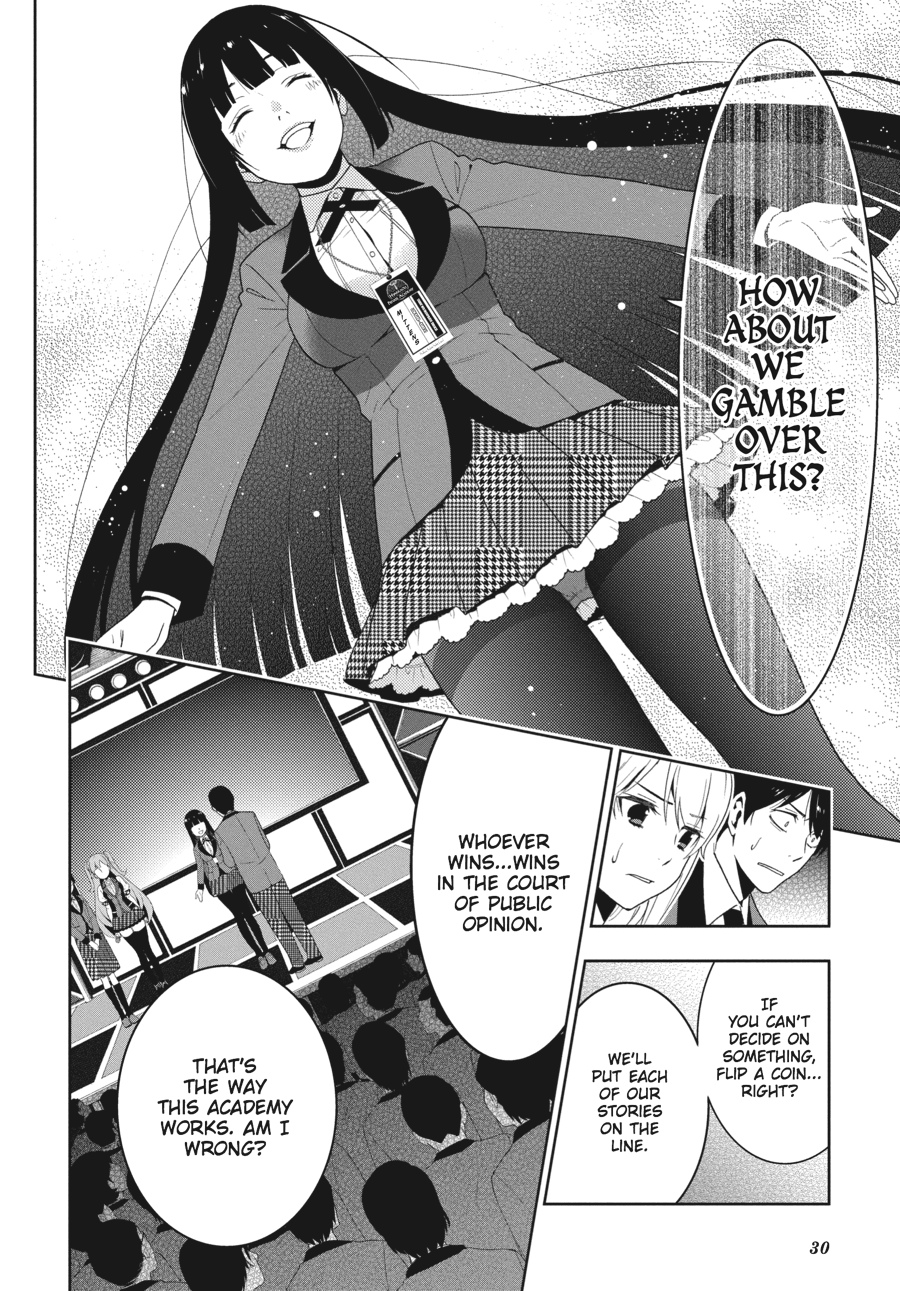 HOW
ABOUT
WE
GAMBLE
OVER
THIS?
IF
YOU CAN'T
DECIDE ON
SOMETHING,
FLIP A COIN...
RIGHT?
WE'LL
PUT EACH
OF OUR
STORIES
ON THE
LINE.
WHOEVER
WINS...WINS
IN THE COURT
OF PUBLIC
OPINION.
THAT'S
THE WAY
THIS ACADEMY
WORKS. AM I
WRONG?
30